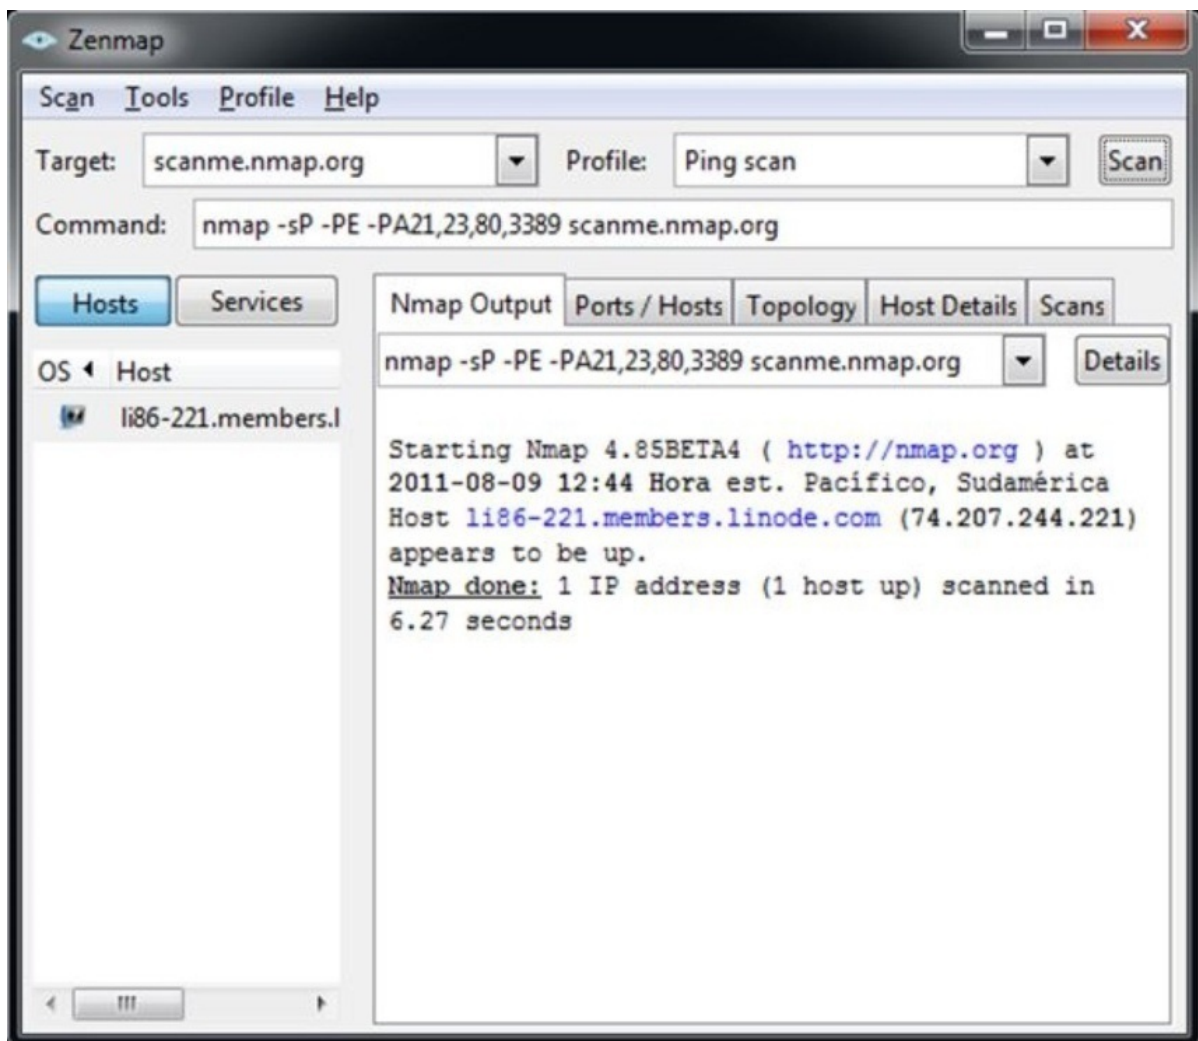 Zenmap
Scan Tools Profile Help
Target: scanme.nmap.org Profile: Ping scan Scan
Command: nmap -sP -PE -PA21,23,80,3389 scanme.nmap.org
Hosts Services
Nmap Output Ports / Hosts Topology Host Details Scans
OS Host
li86-221.members.l
nmap -sP -PE -PA21,23,80,3389 scanme.nmap.org Details
Starting Nmap 4.85BETA4 ( http://nmap.org ) at
2011-08-09 12:44 Hora est. Pacífico, Sudamérica
Host li86-221.members.linode.com (74.207.244.221)
appears to be up.
Nmap done: 1 IP address (1 host up) scanned in
6.27 seconds